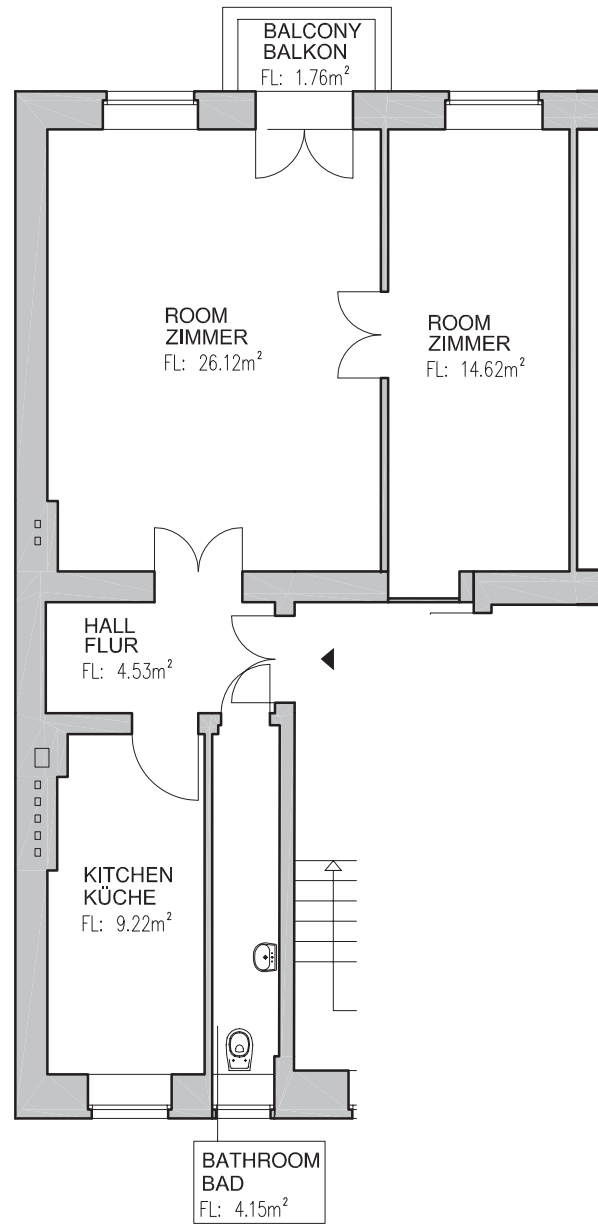 BALCONY
BALKON
FL: 1.76m²
ROOM
ZIMMER
FL: 26.12m²
ROOM
ZIMMER
FL: 14.62m²
HALL
FLUR
FL: 4.53m²
KITCHEN
KÜCHE
FL: 9.22m²
BATHROOM
BAD
FL: 4.15m²